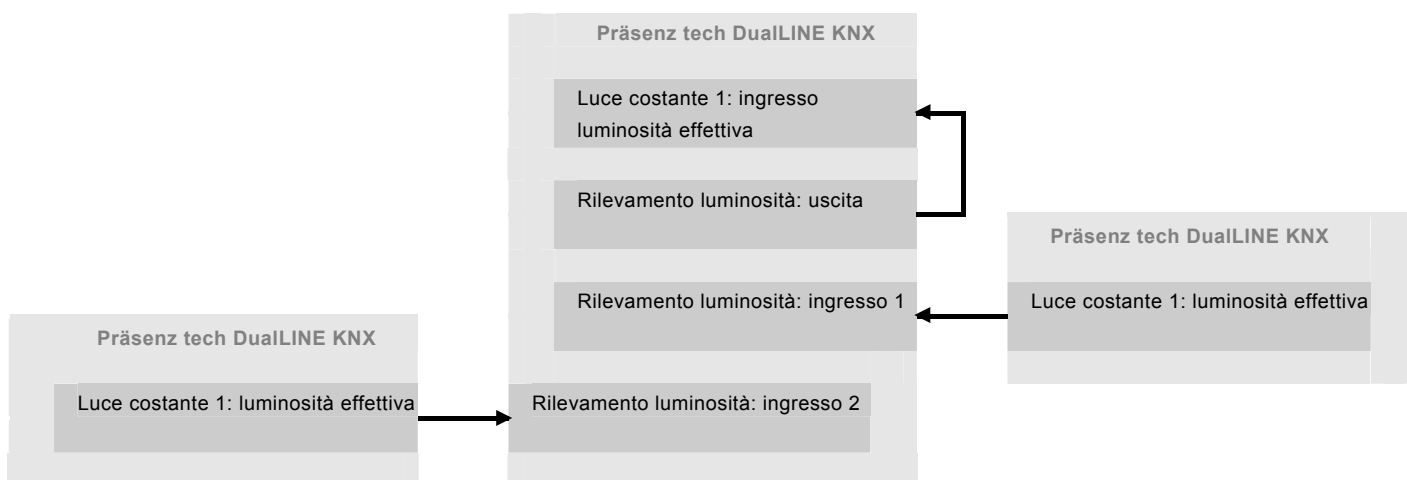 Präsenz tech DualLINE KNX
Luce costante 1: ingresso
luminosità effettiva
Rilevamento luminosità: uscita
Präsenz tech DualLINE KNX
Rilevamento luminosità: ingresso 1
Luce costante 1: luminosità effettiva
Präsenz tech DualLINE KNX
Luce costante 1: luminosità effettiva
Rilevamento luminosità: ingresso 2